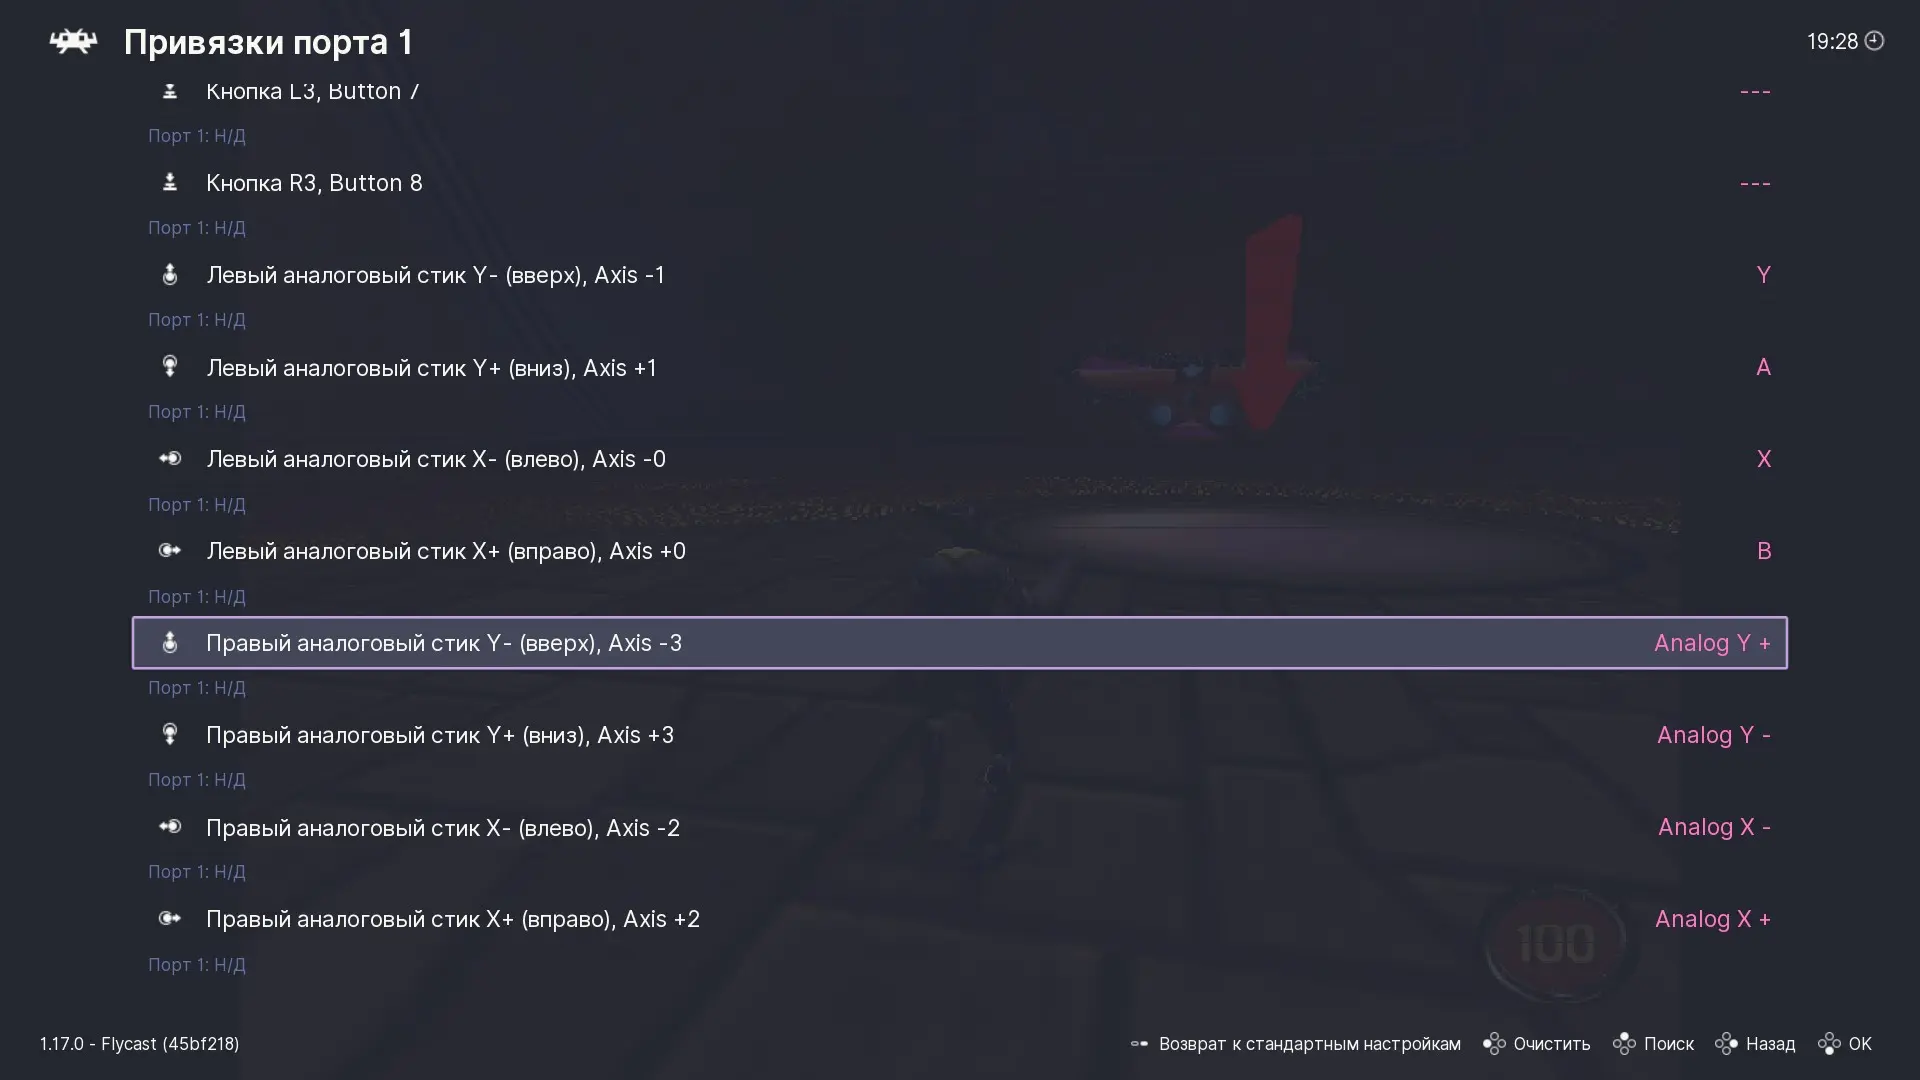 Привязки порта 1
19:28
Кнопка L3, Button 7
---
Порт 1: Н/Д
Кнопка R3, Button 8
---
Порт 1: Н/Д
Левый аналоговый стик Y- (вверх), Axis -1
Y
Порт 1: Н/Д
Левый аналоговый стик Y+ (вниз), Axis +1
A
Порт 1: Н/Д
Левый аналоговый стик X- (влево), Axis -0
X
Порт 1: Н/Д
Левый аналоговый стик X+ (вправо), Axis +0
B
Порт 1: Н/Д
Правый аналоговый стик Y- (вверх), Axis -3
Analog Y +
Порт 1: Н/Д
Правый аналоговый стик Y+ (вниз), Axis +3
Analog Y -
Порт 1: Н/Д
Правый аналоговый стик X- (влево), Axis -2
Analog X -
Порт 1: Н/Д
Правый аналоговый стик X+ (вправо), Axis +2
Analog X +
100
Порт 1: Н/Д
1.17.0 - Flycast (45bf218)
Возврат к стандартным настройкам
Очистить
Поиск
Назад
OK